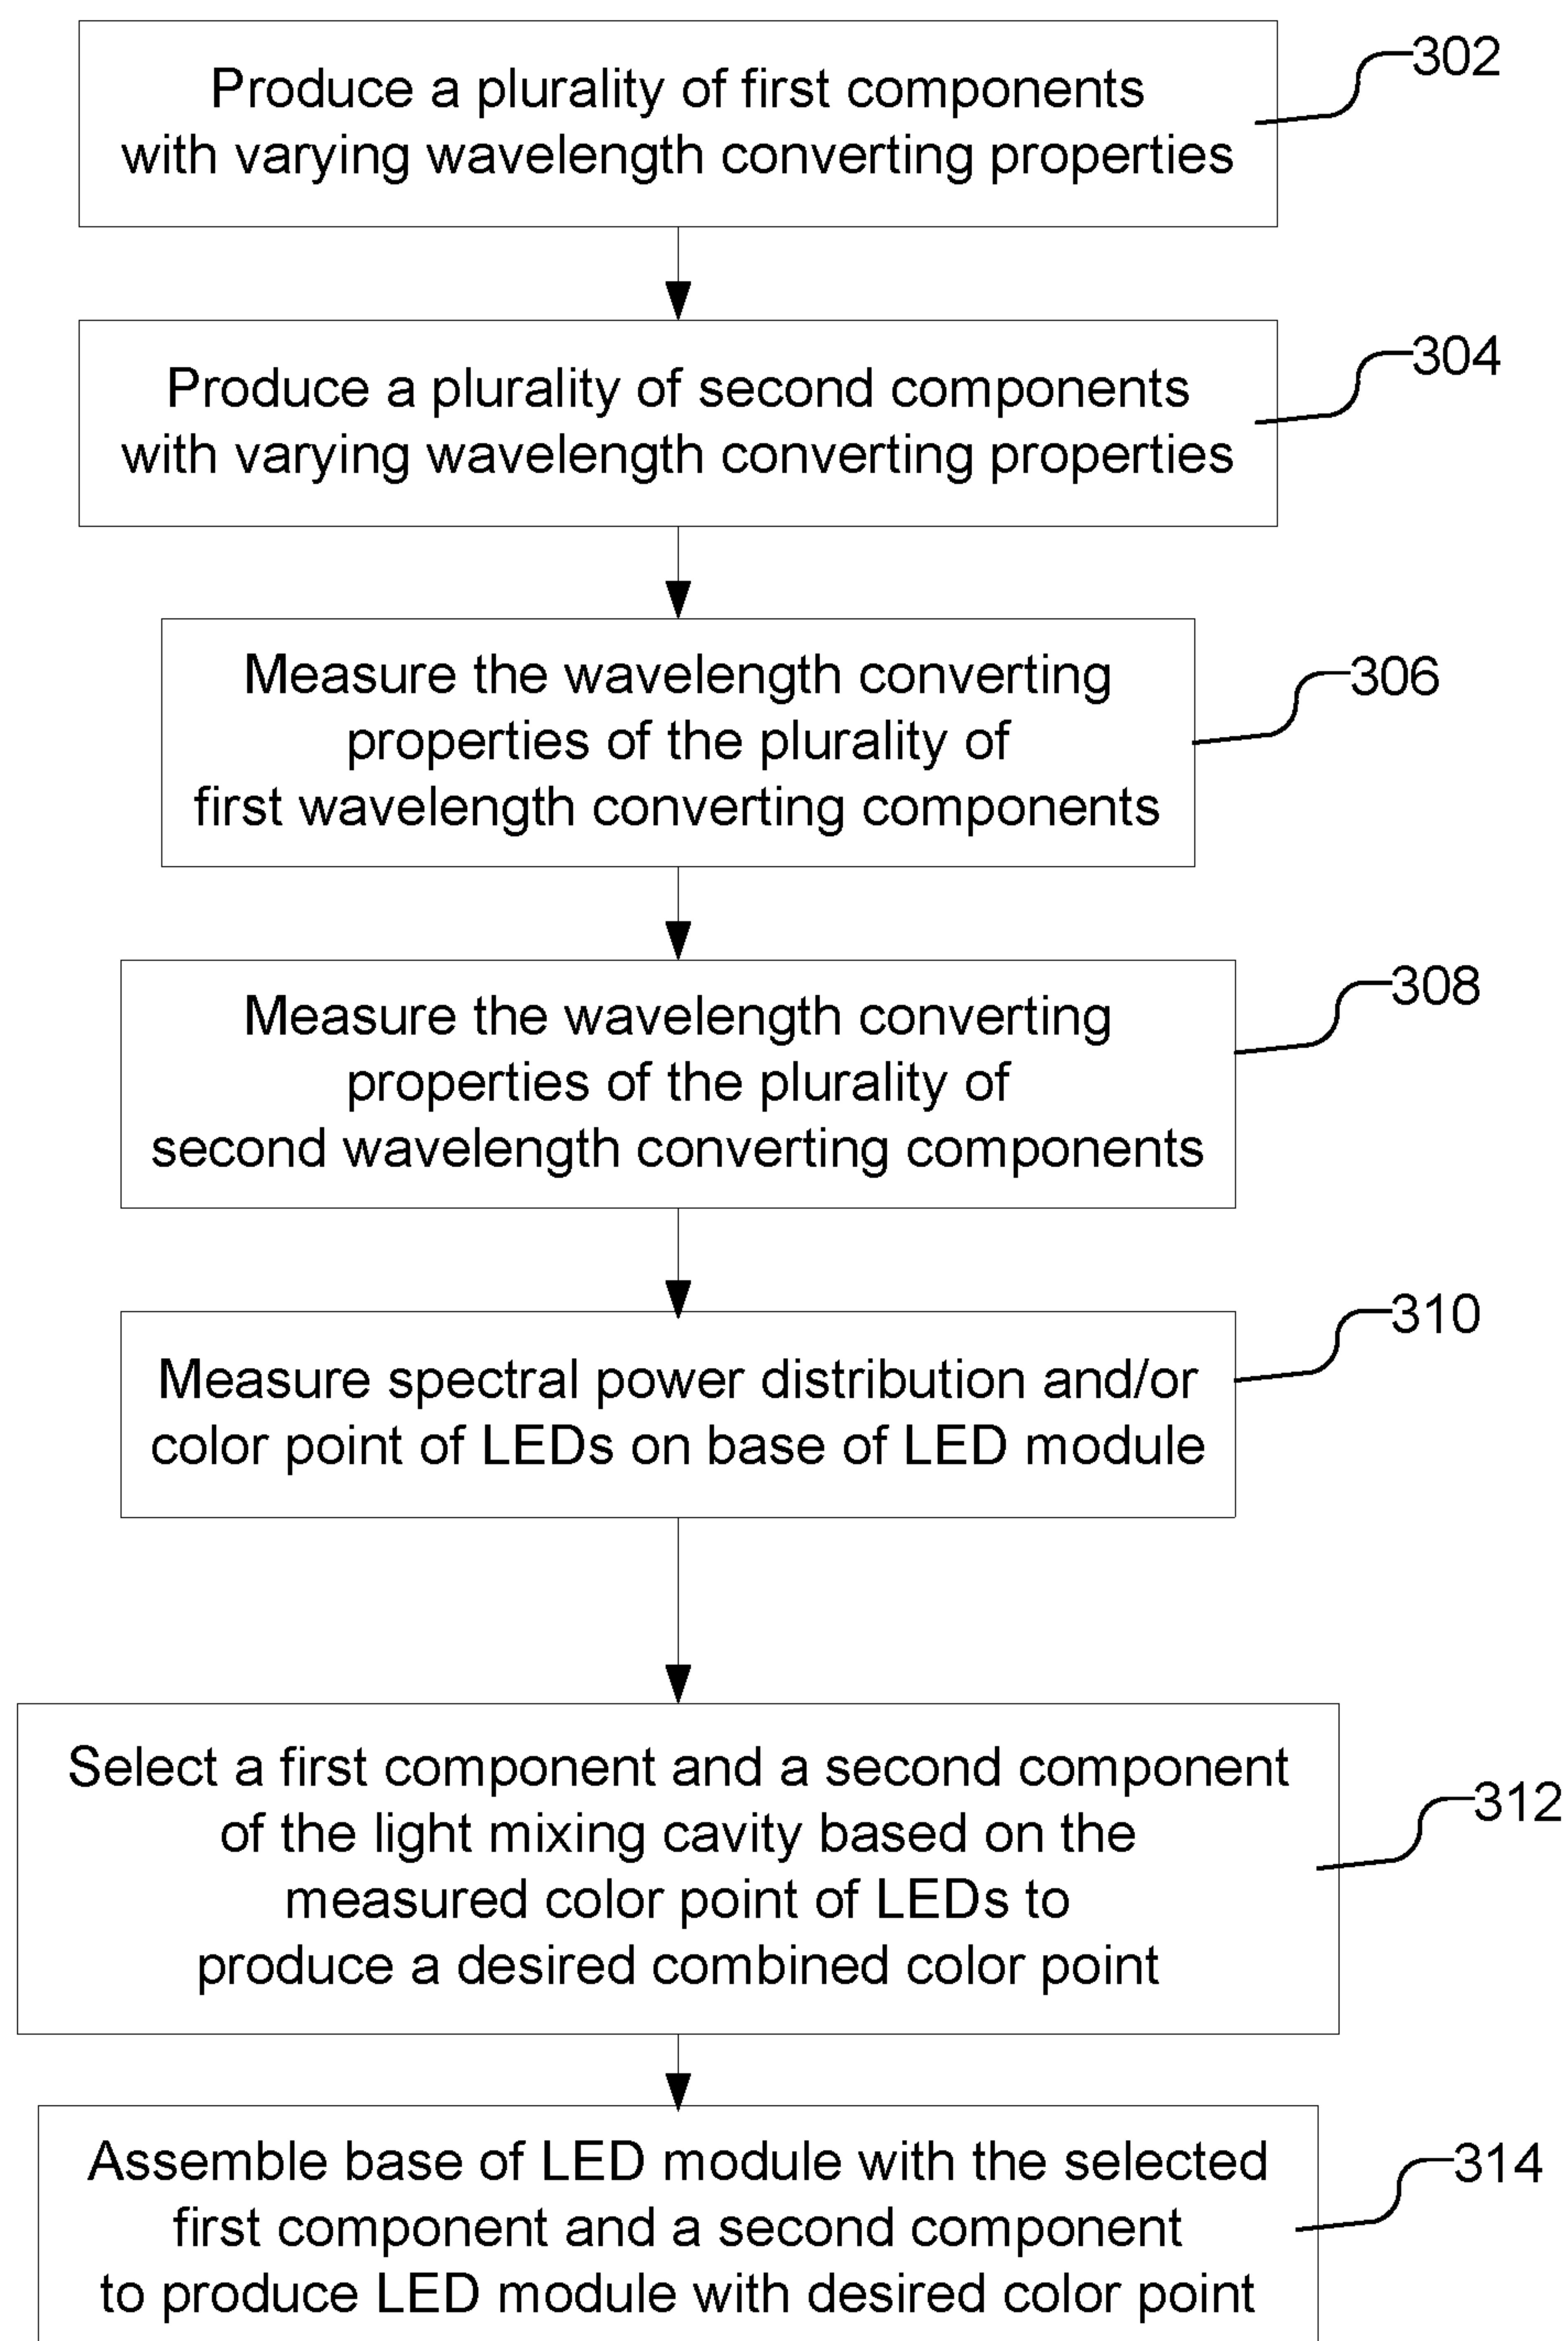 Produce a plurality of first components
with varying wavelength converting properties
302
Produce a plurality of second components
with varying wavelength converting properties
304
Measure the wavelength converting
properties of the plurality of
first wavelength converting components
306
Measure the wavelength converting
properties of the plurality of
second wavelength converting components
308
Measure spectral power distribution and/or
color point of LEDs on base of LED module
310
Select a first component and a second component
of the light mixing cavity based on the
measured color point of LEDs to
produce a desired combined color point
312
Assemble base of LED module with the selected
first component and a second component
to produce LED module with desired color point
314